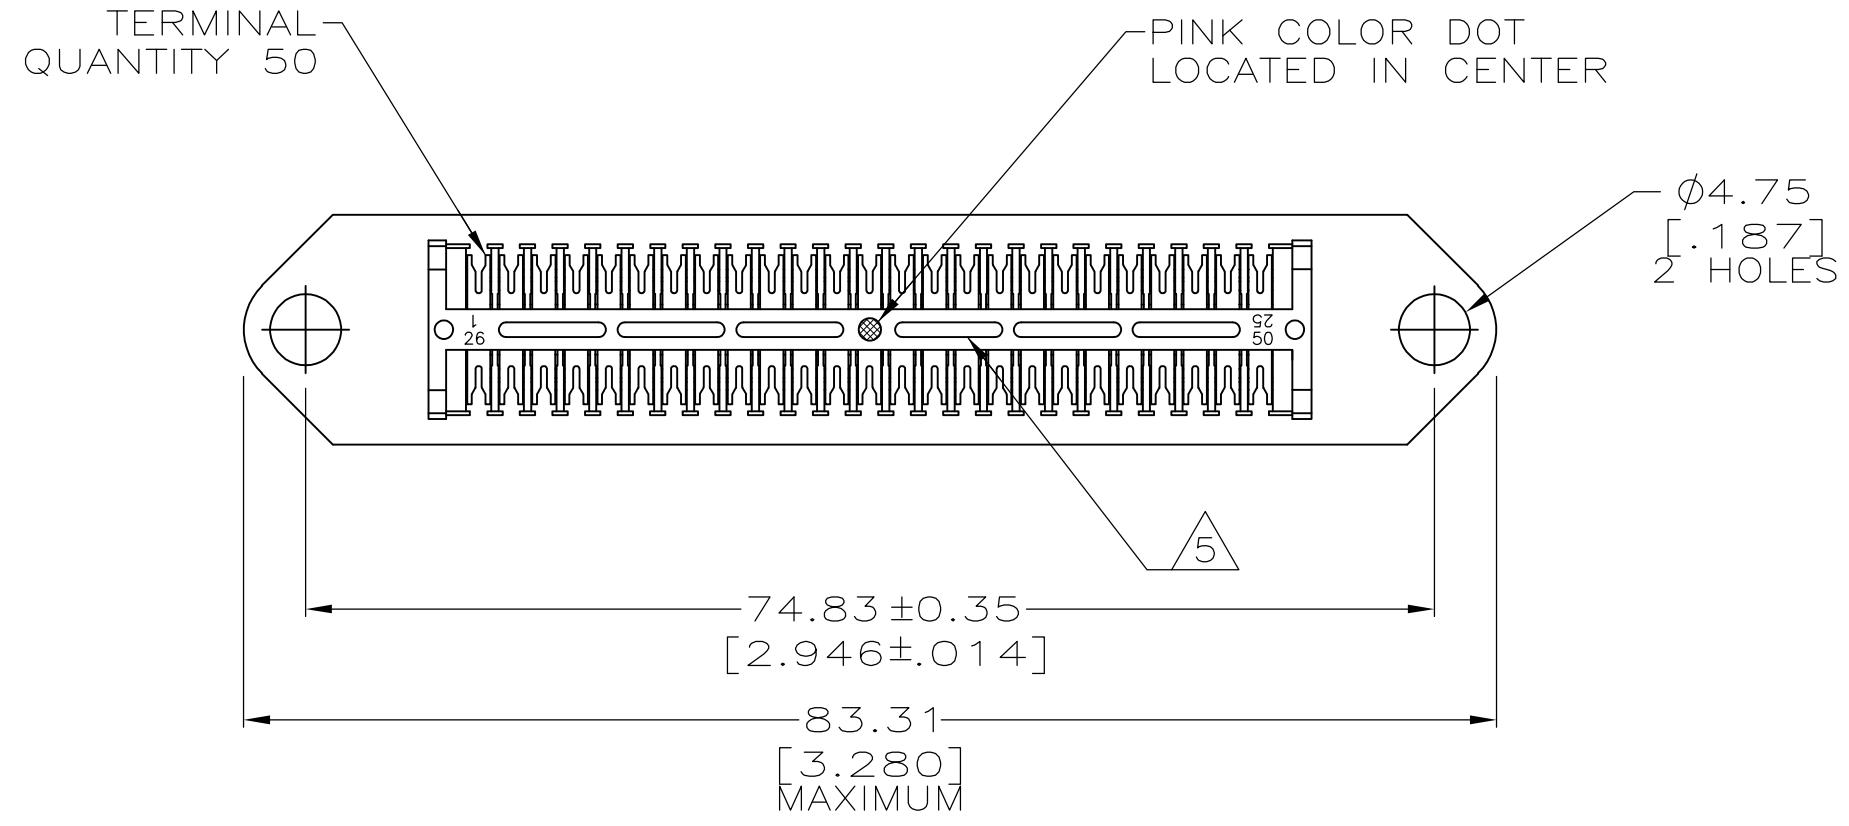 TERMINAL
QUANTITY 50
PINK COLOR DOT
LOCATED IN CENTER
Ø4.75
[.187]
2 HOLES
1
26
25
50
5
74.83±0.35
[2.946±.014]
83.31
[3.280]
MAXIMUM